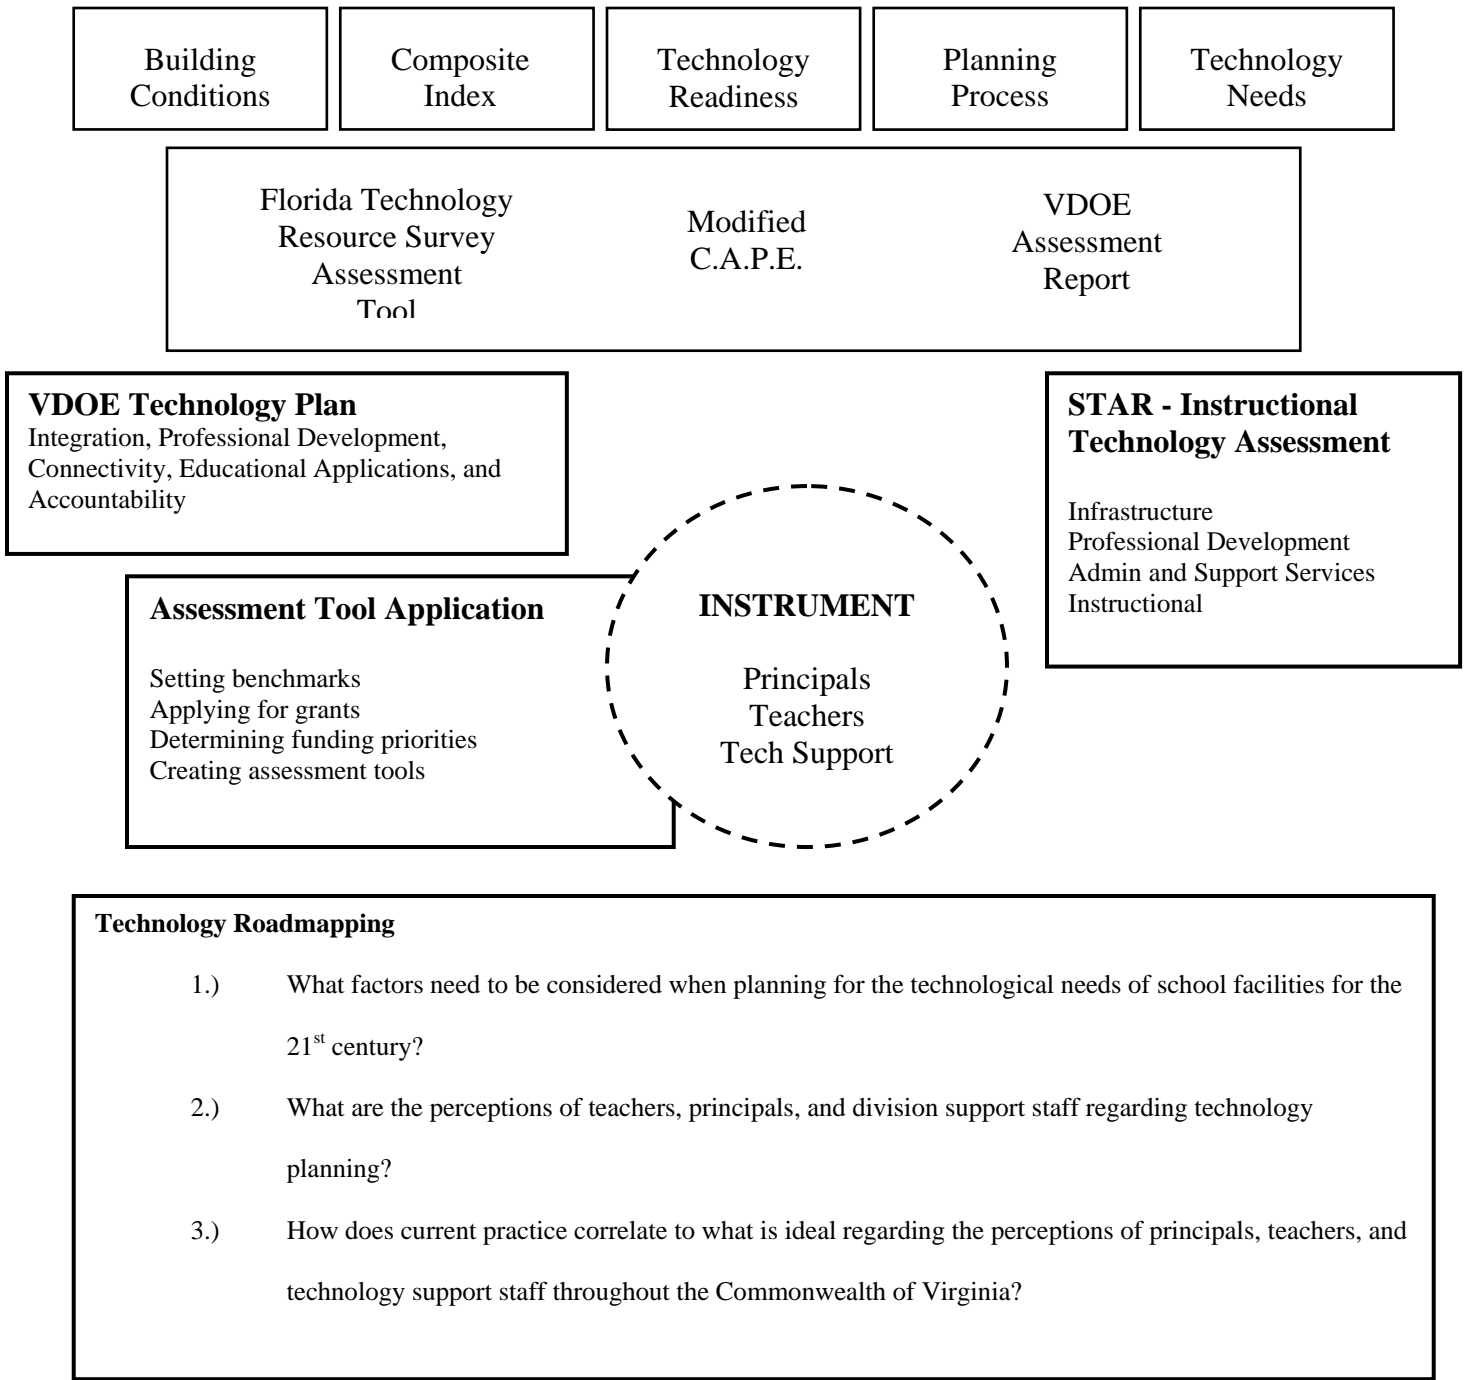 Building
Conditions
Composite
Index
Technology
Readiness
Planning
Process
Technology
Needs
Florida Technology
Resource Survey
Assessment
Tool
Modified
C.A.P.E.
VDOE
Assessment
Report
VDOE Technology Plan
Integration, Professional Development,
Connectivity, Educational Applications, and
Accountability
STAR - Instructional
Technology Assessment
Infrastructure
Professional Development
Admin and Support Services
Instructional
Assessment Tool Application
Setting benchmarks
Applying for grants
Determining funding priorities
Creating assessment tools
INSTRUMENT
Principals
Teachers
Tech Support
Technology Roadmapping
1.) What factors need to be considered when planning for the technological needs of school facilities for the
21st century?
2.) What are the perceptions of teachers, principals, and division support staff regarding technology
planning?
3.) How does current practice correlate to what is ideal regarding the perceptions of principals, teachers, and
technology support staff throughout the Commonwealth of Virginia?